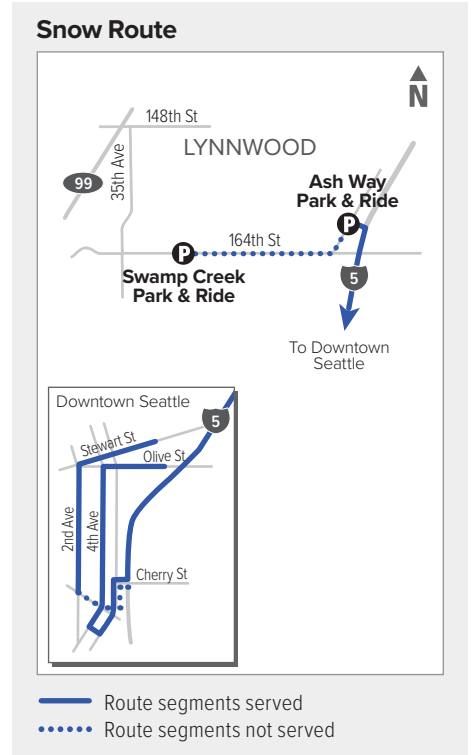 Snow Route
N
148th St
LYNNWOOD
35th Ave
99
Ash Way
Park & Ride
P
164th St
P
Swamp Creek
Park & Ride
5
To Downtown
Seattle
Downtown Seattle
5
Stewart St
Olive St
2nd Ave
4th Ave
Cherry St
Route segments served
Route segments not served